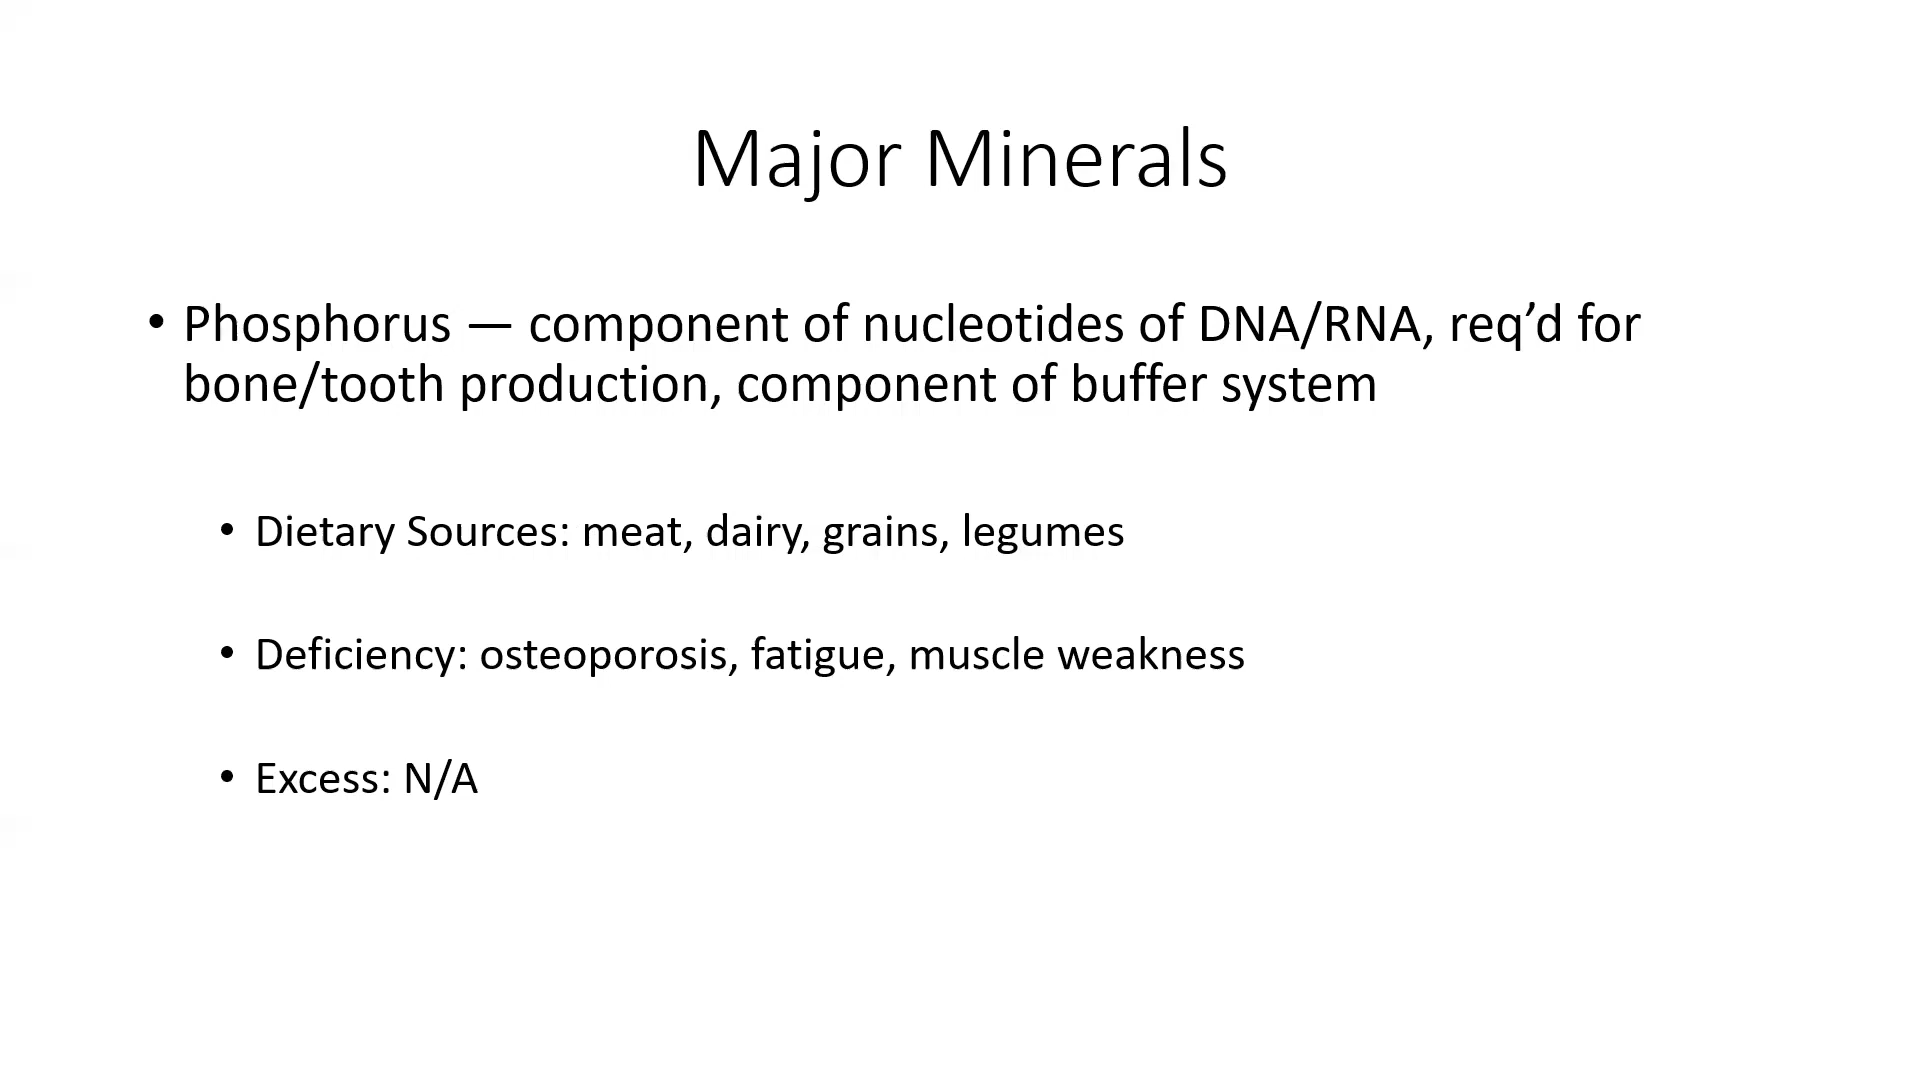 Major Minerals
• Phosphorus — component of nucleotides of DNA/RNA, req’d for
bone/tooth production, component of buffer system
• Dietary Sources: meat, dairy, grains, legumes
• Deficiency: osteoporosis, fatigue, muscle weakness
• Excess: N/A